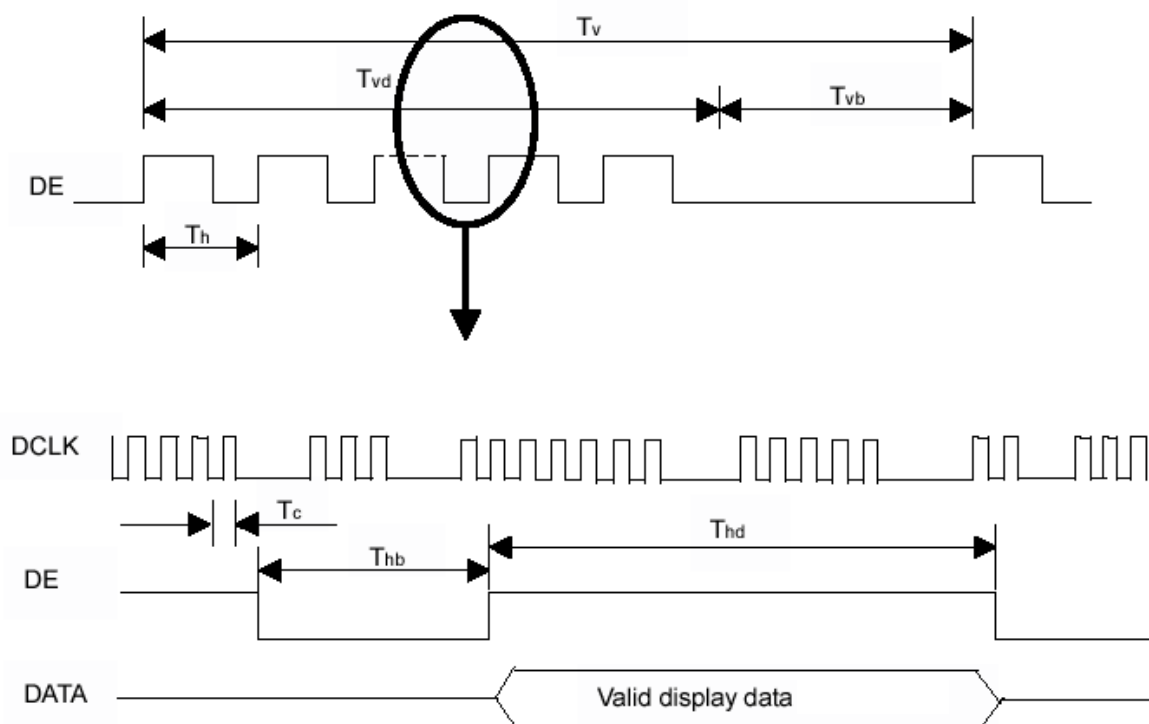 Tv
Tvd
Tvb
DE
Th
DCLK
Tc
Thd
Thb
DE
DATA
Valid display data